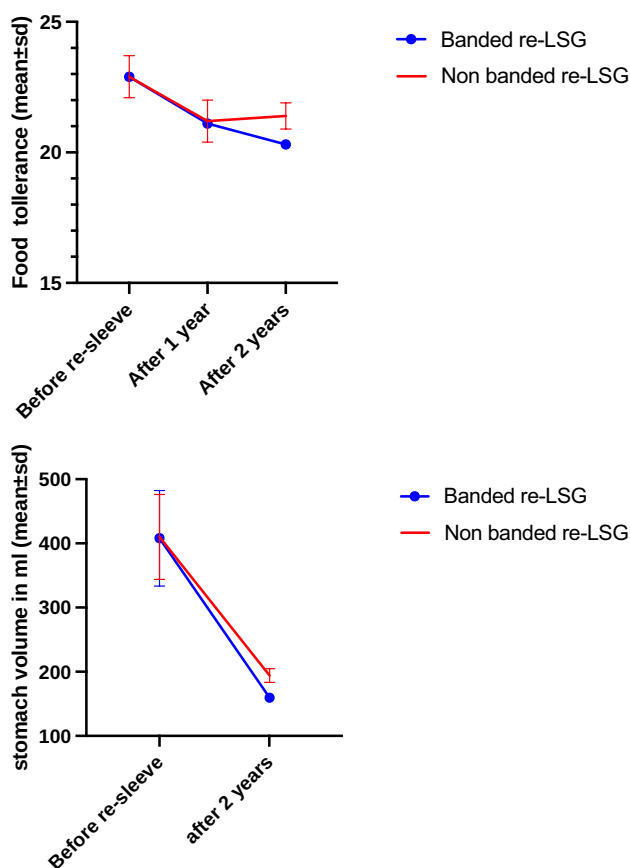 Food tollerance (mean±sd)
25
20
15
Before re-sleeve
After 1 year
After 2 years
Banded re-LSG
Non banded re-LSG
stomach volume in ml (mean±sd)
500
400
300
200
100
Before re-sleeve
after 2 years
Banded re-LSG
Non banded re-LSG